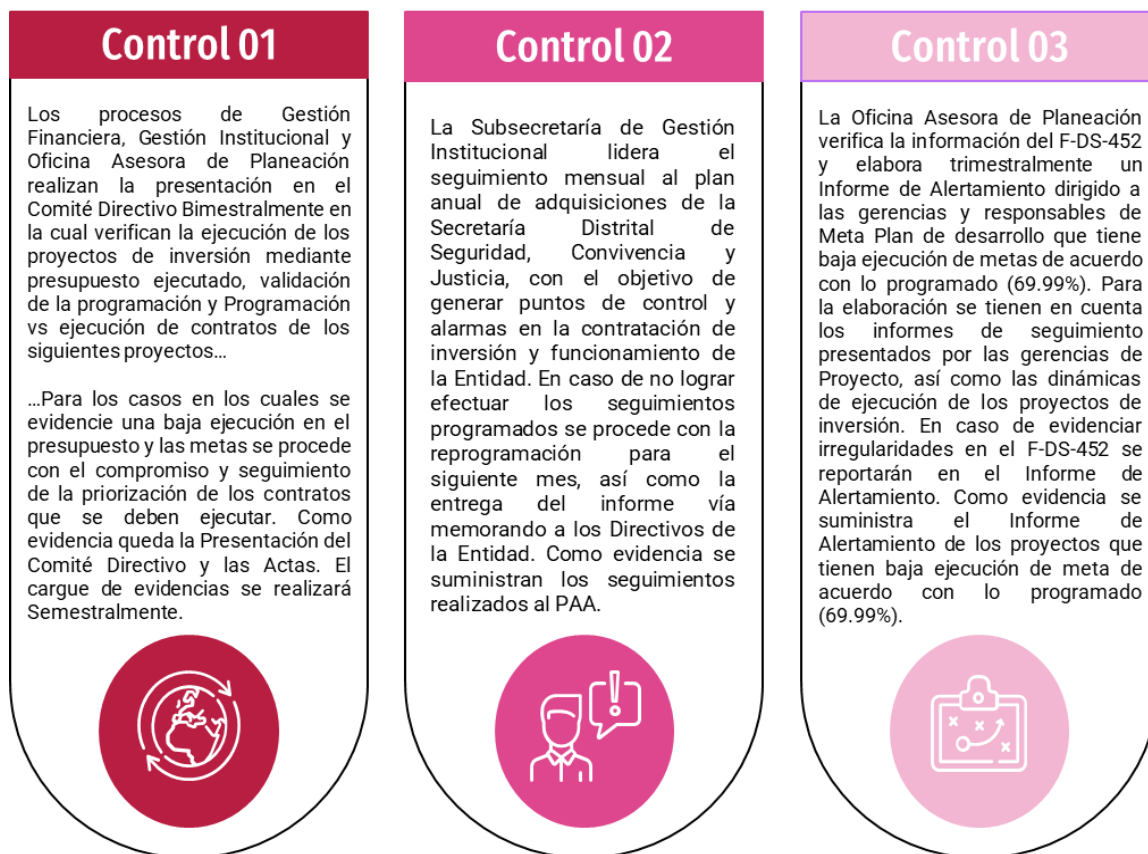 Control 01
Los procesos de Gestión
Financiera, Gestión Institucional y
Oficina Asesora de Planeación
realizan la presentación en el
Comité Directivo Bimestralmente en
la cual verifican la ejecución de los
proyectos de inversión mediante
presupuesto ejecutado, validación
de la programación y Programación
vs ejecución de contratos de los
siguientes proyectos…
…Para los casos en los cuales se
evidencie una baja ejecución en el
presupuesto y las metas se procede
con el compromiso y seguimiento
de la priorización de los contratos
que se deben ejecutar. Como
evidencia queda la Presentación del
Comité Directivo y las Actas. El
cargue de evidencias se realizará
Semestralmente.
Control 02
La Subsecretaría de Gestión
Institucional lidera el
seguimiento mensual al plan
anual de adquisiciones de la
Secretaría Distrital de
Seguridad, Convivencia y
Justicia, con el objetivo de
generar puntos de control y
alarmas en la contratación de
inversión y funcionamiento de
la Entidad. En caso de no lograr
efectuar los seguimientos
programados se procede con la
reprogramación para el
siguiente mes, así como la
entrega del informe vía
memorando a los Directivos de
la Entidad. Como evidencia se
suministran los seguimientos
realizados al PAA.
Control 03
La Oficina Asesora de Planeación
verifica la información del F-DS-452
y elabora trimestralmente un
Informe de Alertamiento dirigido a
las gerencias y responsables de
Meta Plan de desarrollo que tiene
baja ejecución de metas de acuerdo
con lo programado (69.99%). Para
la elaboración se tienen en cuenta
los informes de seguimiento
presentados por las gerencias de
Proyecto, así como las dinámicas
de ejecución de los proyectos de
inversión. En caso de evidenciar
irregularidades en el F-DS-452 se
reportarán en el Informe de
Alertamiento. Como evidencia se
suministra el Informe de
Alertamiento de los proyectos que
tienen baja ejecución de meta de
acuerdo con lo programado
(69.99%).